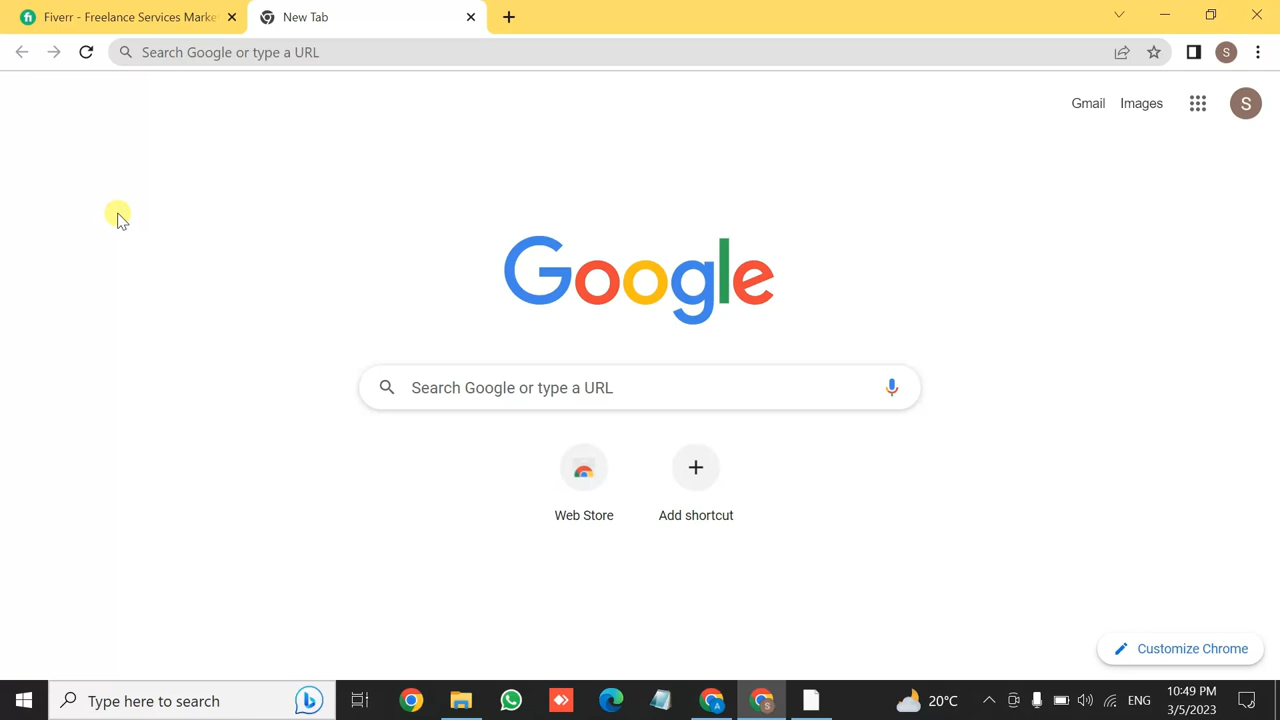 fi Fiverr - Freelance Services Marke
New Tab
Search Google or type a URL
S
Gmail Images
S
Google
Search Google or type a URL
Web Store
Add shortcut
Customize Chrome
Type here to search
A
S
20°C
ENG
10:49 PM
3/5/2023